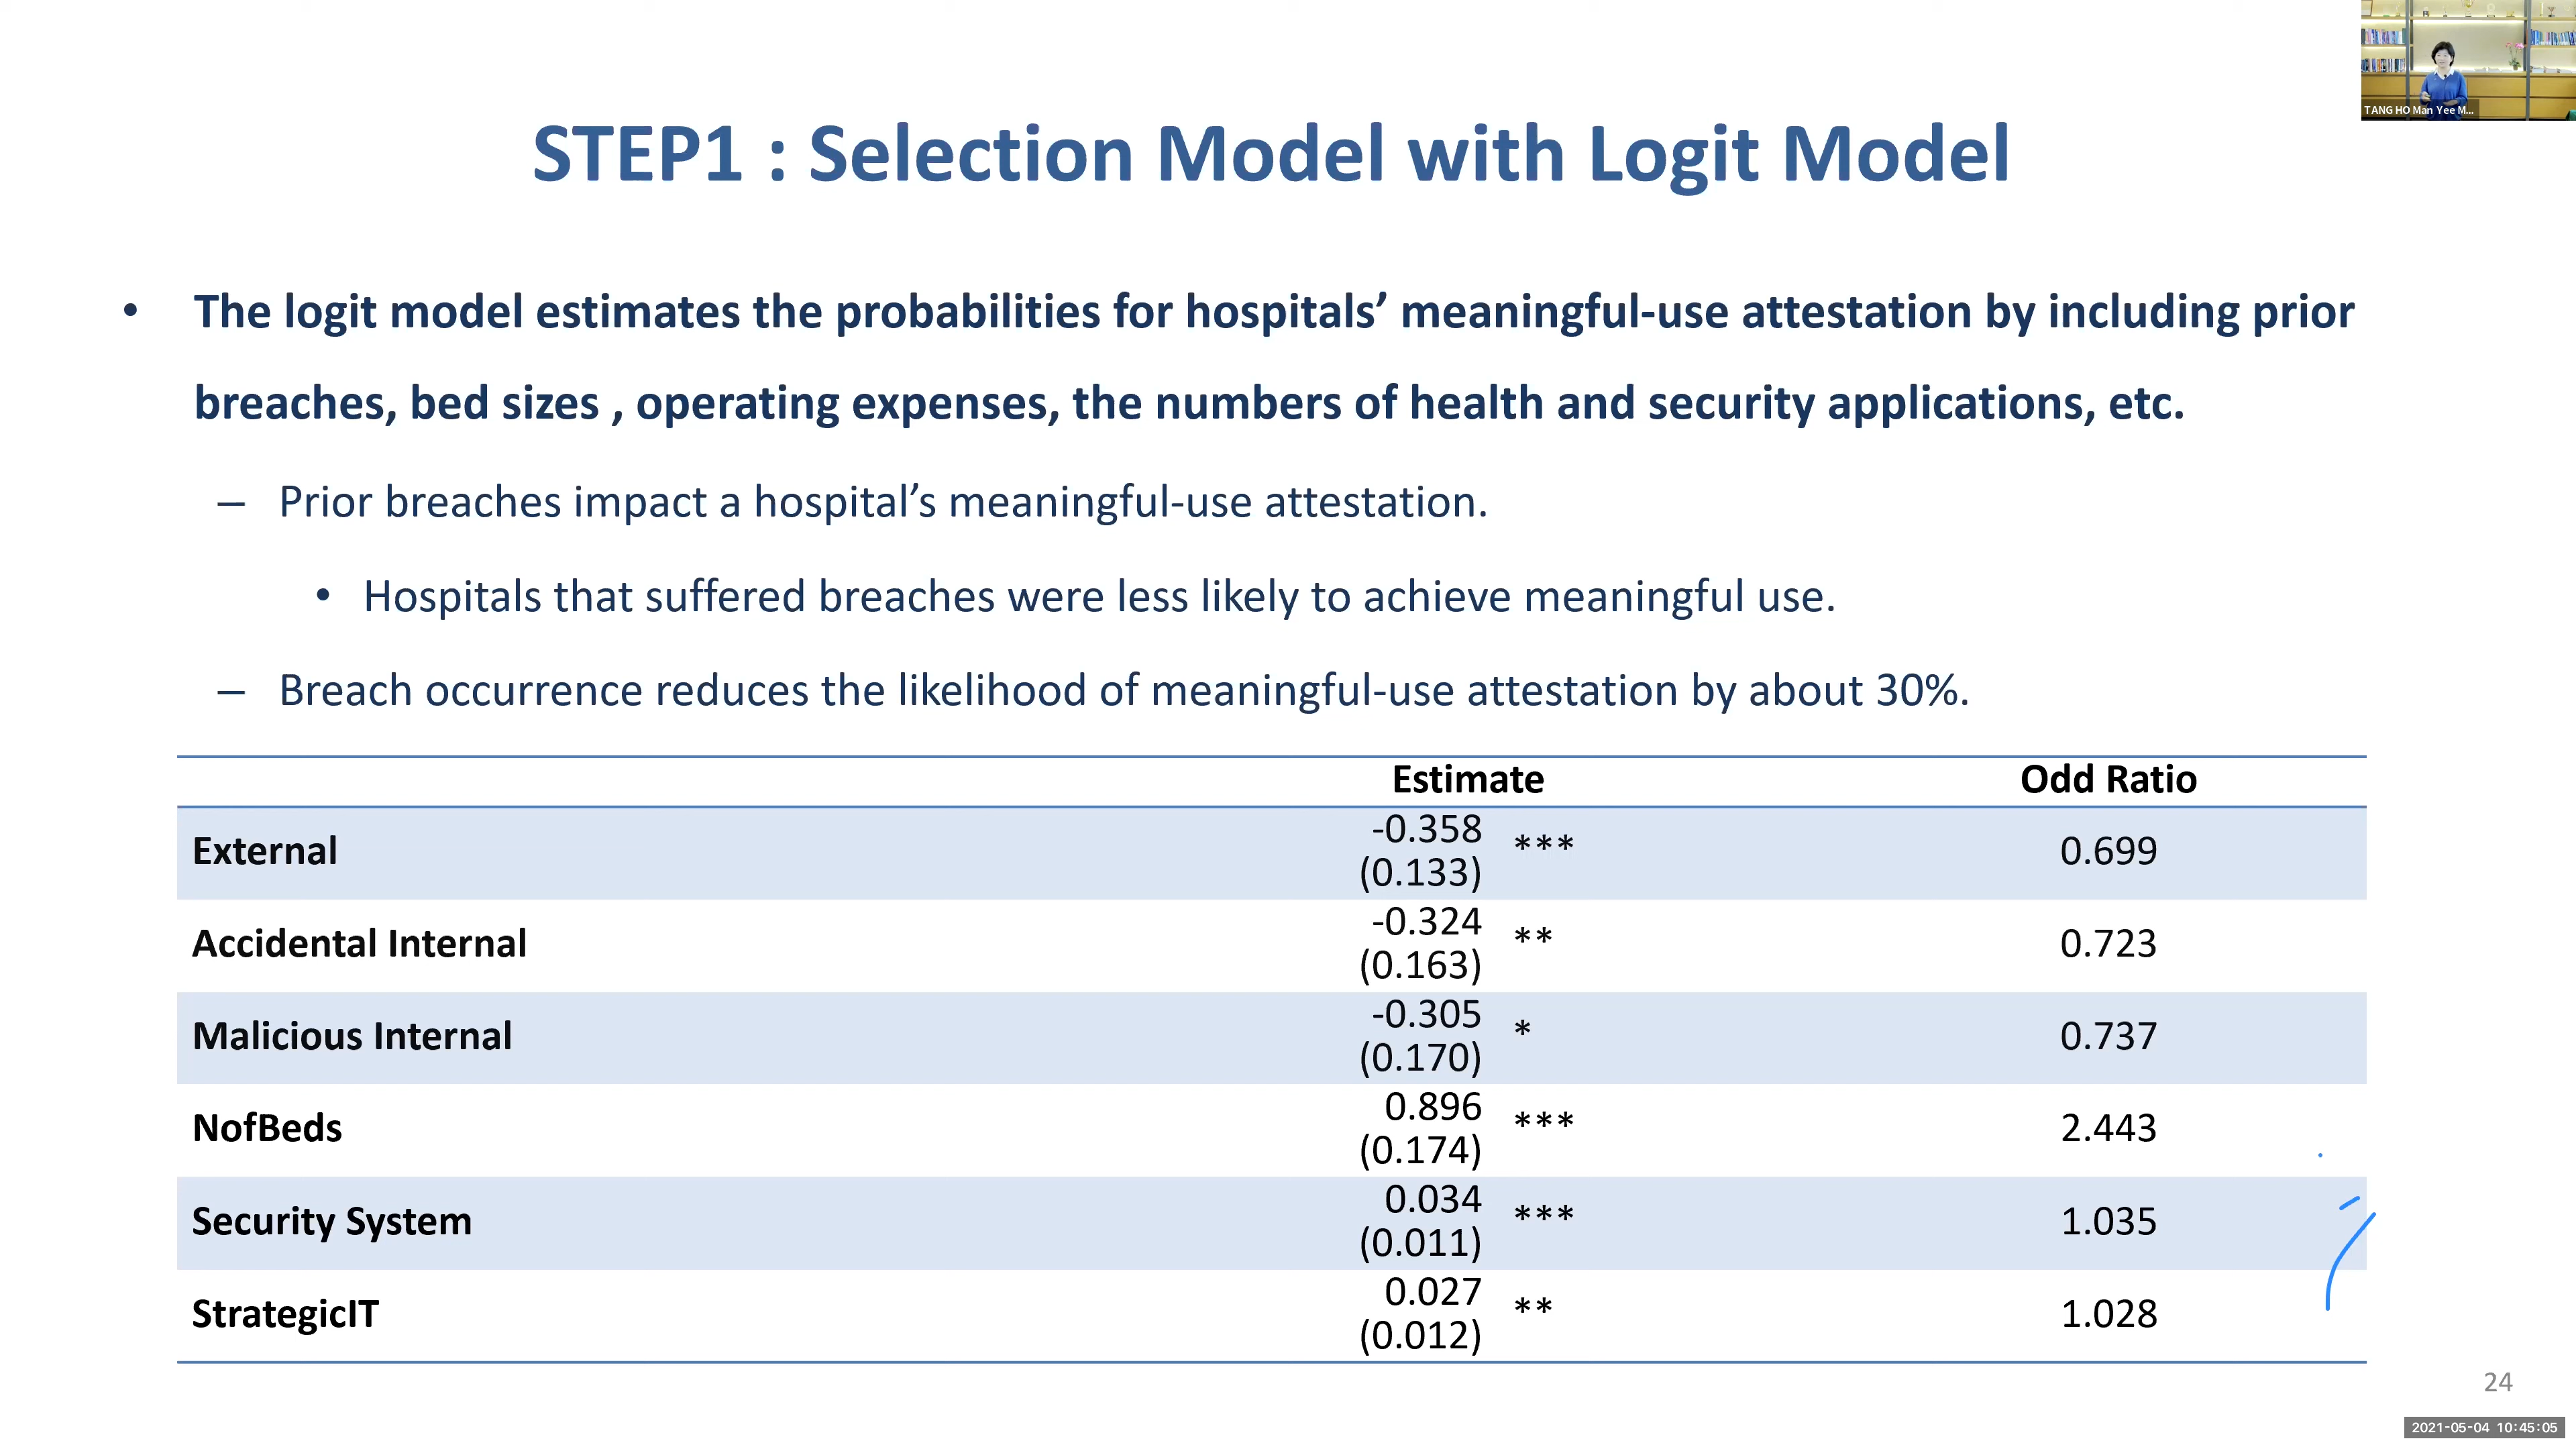 TANG HO Man Yee M...
STEP1 : Selection Model with Logit Model
• The logit model estimates the probabilities for hospitals’ meaningful-use attestation by including prior
breaches, bed sizes , operating expenses, the numbers of health and security applications, etc.
– Prior breaches impact a hospital’s meaningful-use attestation.
• Hospitals that suffered breaches were less likely to achieve meaningful use.
– Breach occurrence reduces the likelihood of meaningful-use attestation by about 30%.
Estimate Odd Ratio
External -0.358 (0.133) *** 0.699
Accidental Internal -0.324 (0.163) ** 0.723
Malicious Internal -0.305 (0.170) * 0.737
NofBeds 0.896 (0.174) *** 2.443
Security System 0.034 (0.011) *** 1.035
StrategicIT 0.027 (0.012) ** 1.028
24
2021-05-04 10:45:05